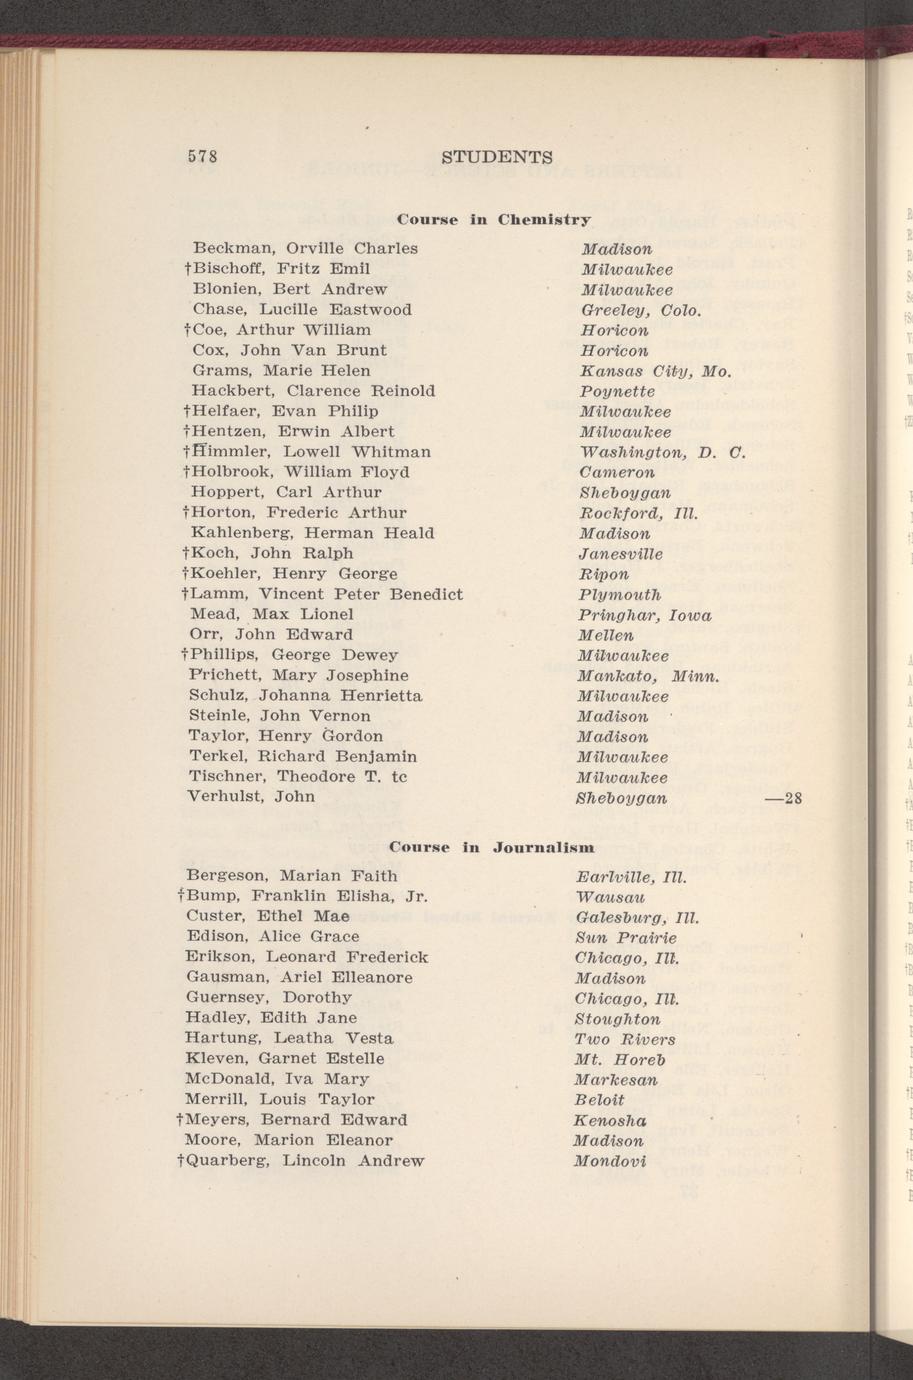 578 STUDENTS
Course in Chemistry
Beckman, Orville Charles Madison
†Bischoff, Fritz Emil Milwaukee
Blonien, Bert Andrew Milwaukee
Chase, Lucille Eastwood Greeley, Colo.
†Coe, Arthur William Horicon
Cox, John Van Brunt Horicon
Grams, Marie Helen Kansas City, Mo.
Hackbert, Clarence Reinold Poynette
†Helfaer, Evan Philip Milwaukee
†Hentzen, Erwin Albert Milwaukee
†Himmler, Lowell Whitman Washington, D. C.
†Holbrook, William Floyd Cameron
Hoppert, Carl Arthur Sheboygan
†Horton, Frederic Arthur Rockford, Ill.
Kahlenberg, Herman Heald Madison
†Koch, John Ralph Janesville
†Koehler, Henry George Ripon
†Lamm, Vincent Peter Benedict Plymouth
Mead, Max Lionel Pringhar, Iowa
Orr, John Edward Mellen
†Phillips, George Dewey Milwaukee
Prichett, Mary Josephine Mankato, Minn.
Schulz, Johanna Henrietta Milwaukee
Steinle, John Vernon Madison
Taylor, Henry Gordon Madison
Terkel, Richard Benjamin Milwaukee
Tischner, Theodore T. tc Milwaukee
Verhulst, John Sheboygan —28
Course in Journalism
Bergeson, Marian Faith Earlville, Ill.
†Bump, Franklin Elisha, Jr. Wausau
Custer, Ethel Mae Galesburg, Ill.
Edison, Alice Grace Sun Prairie
Erikson, Leonard Frederick Chicago, Ill.
Gausman, Ariel Elleanore Madison
Guernsey, Dorothy Chicago, Ill.
Hadley, Edith Jane Stoughton
Hartung, Leatha Vesta Two Rivers
Kleven, Garnet Estelle Mt. Horeb
McDonald, Iva Mary Markesan
Merrill, Louis Taylor Beloit
†Meyers, Bernard Edward Kenosha
Moore, Marion Eleanor Madison
†Quarberg, Lincoln Andrew Mondovi